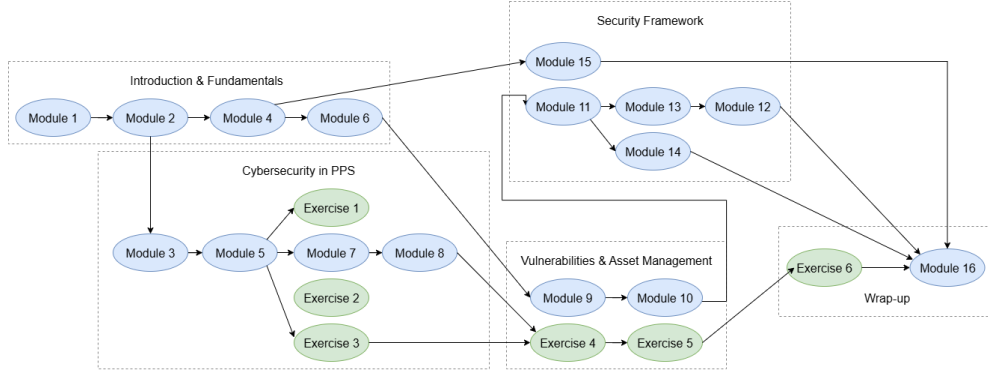 Security Framework
Module 15
Introduction & Fundamentals
Module 1
Module 2
Module 4
Module 6
Module 11
Module 13
Module 12
Module 14
Cybersecurity in PPS
Exercise 1
Module 3
Module 5
Module 7
Module 8
Exercise 2
Exercise 3
Vulnerabilities & Asset Management
Module 9
Module 10
Exercise 4
Exercise 5
Exercise 6
Module 16
Wrap-up